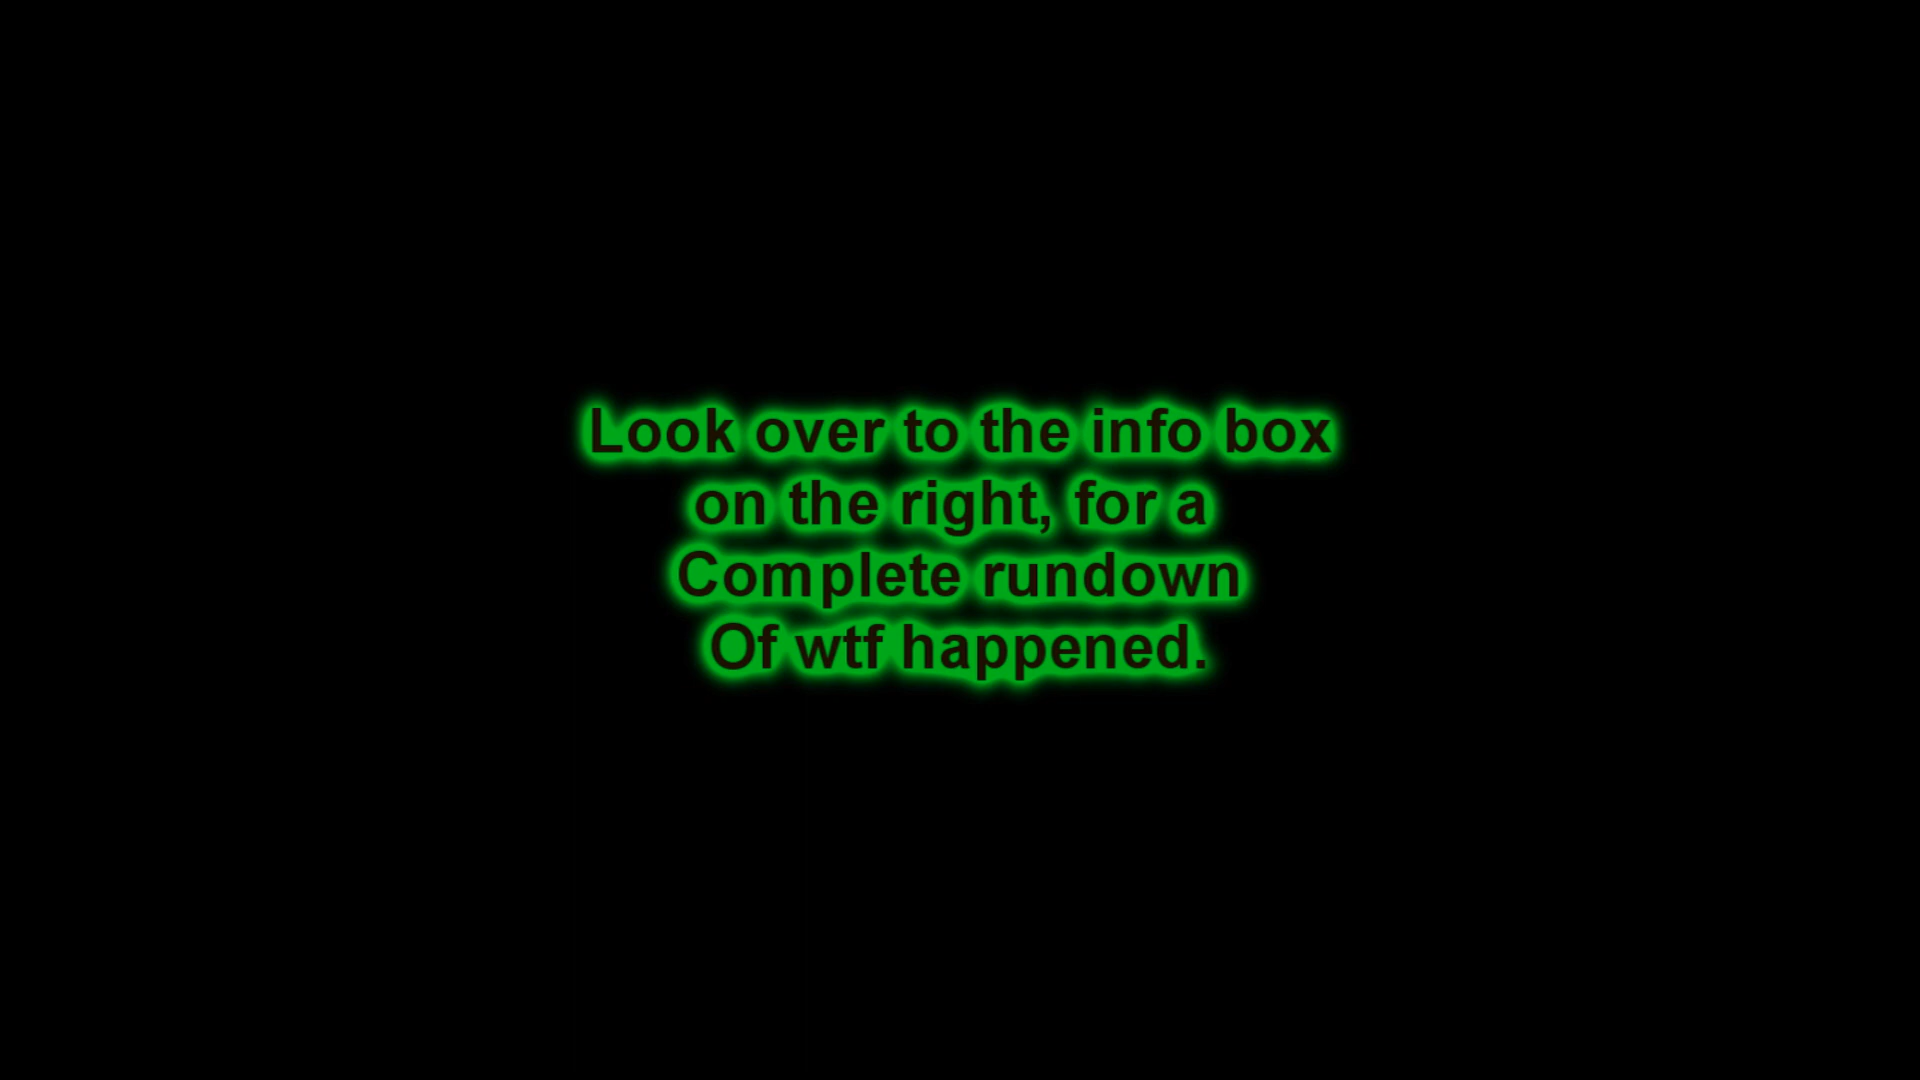 Look over to the info box
on the right, for a
Complete rundown
Of wtf happened.